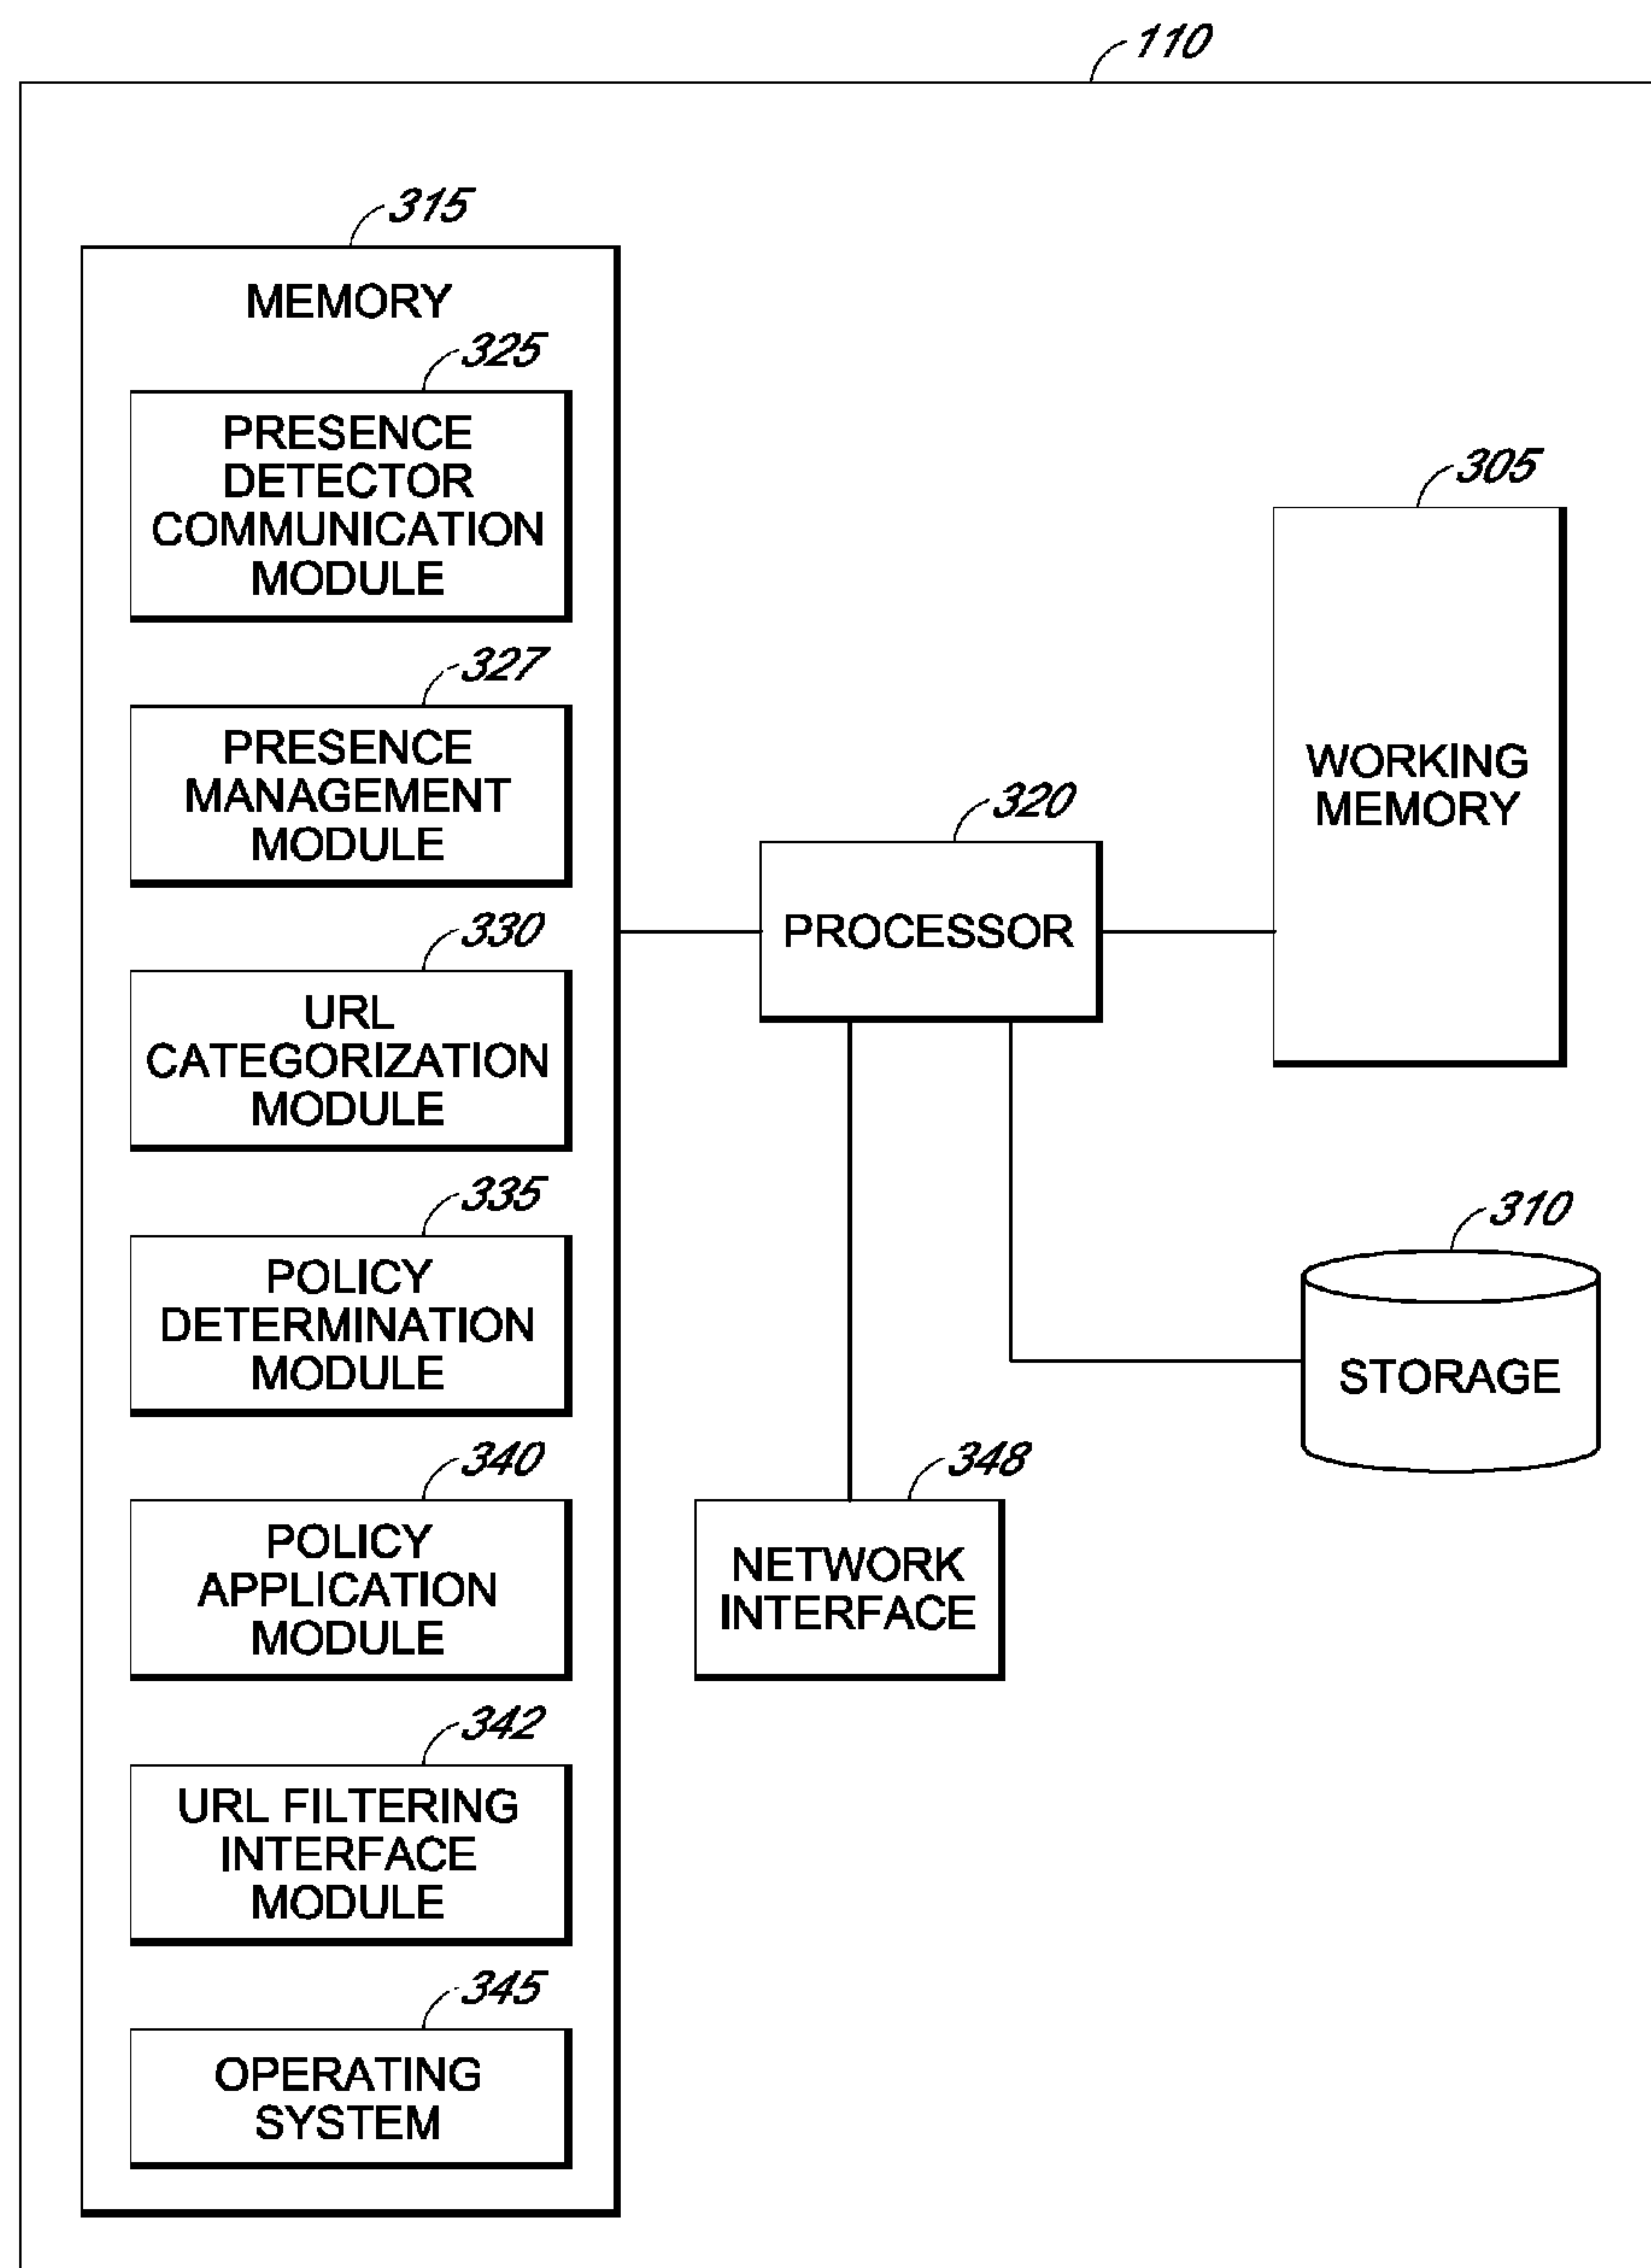 110
315
MEMORY
325
PRESENCE
DETECTOR
COMMUNICATION
MODULE
327
PRESENCE
MANAGEMENT
MODULE
330
URL
CATEGORIZATION
MODULE
335
POLICY
DETERMINATION
MODULE
340
POLICY
APPLICATION
MODULE
342
URL FILTERING
INTERFACE
MODULE
345
OPERATING
SYSTEM
320
PROCESSOR
305
WORKING
MEMORY
310
STORAGE
348
NETWORK
INTERFACE